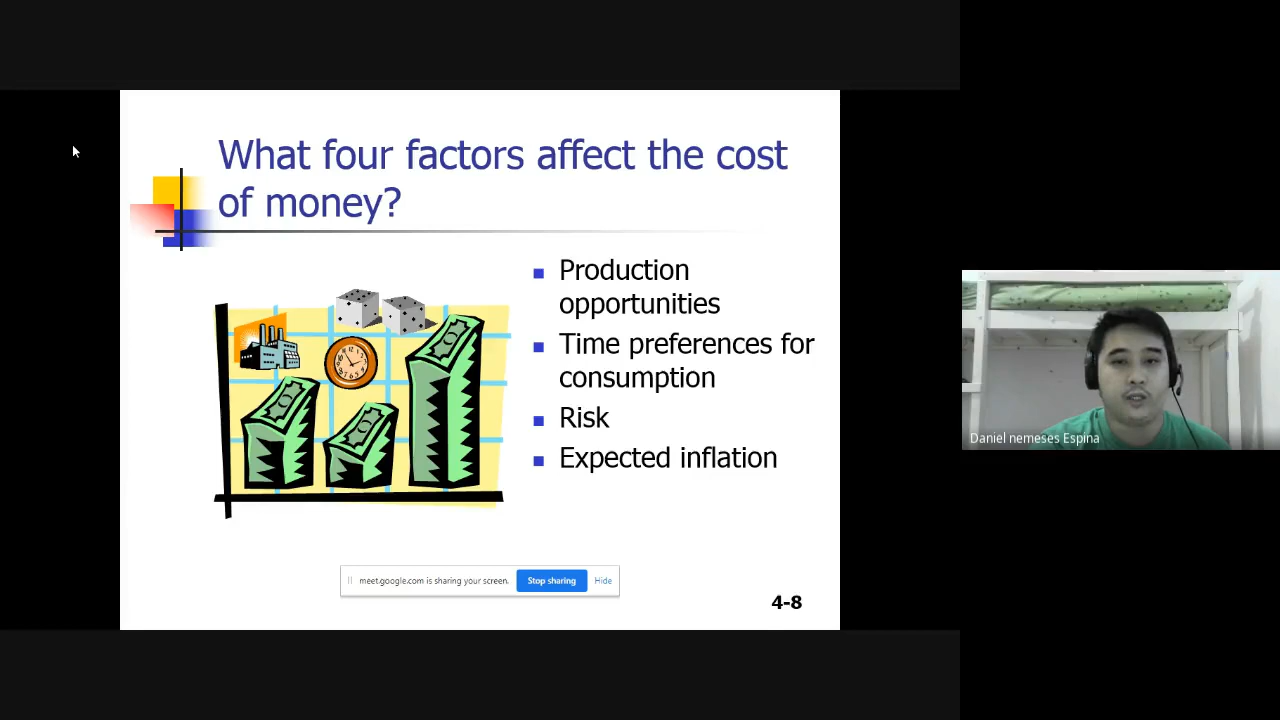 What four factors affect the cost
of money?
Production
opportunities
Time preferences for
consumption
Risk
Expected inflation
meet.google.com is sharing your screen.
Stop sharing
Hide
4-8
Daniel nemeses Espina